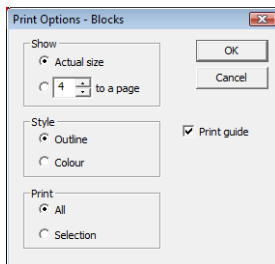 Print Options - Blocks
Show
Actual size
4 to a page
Style
Outline
Colour
Print
All
Selection
OK
Cancel
Print guide